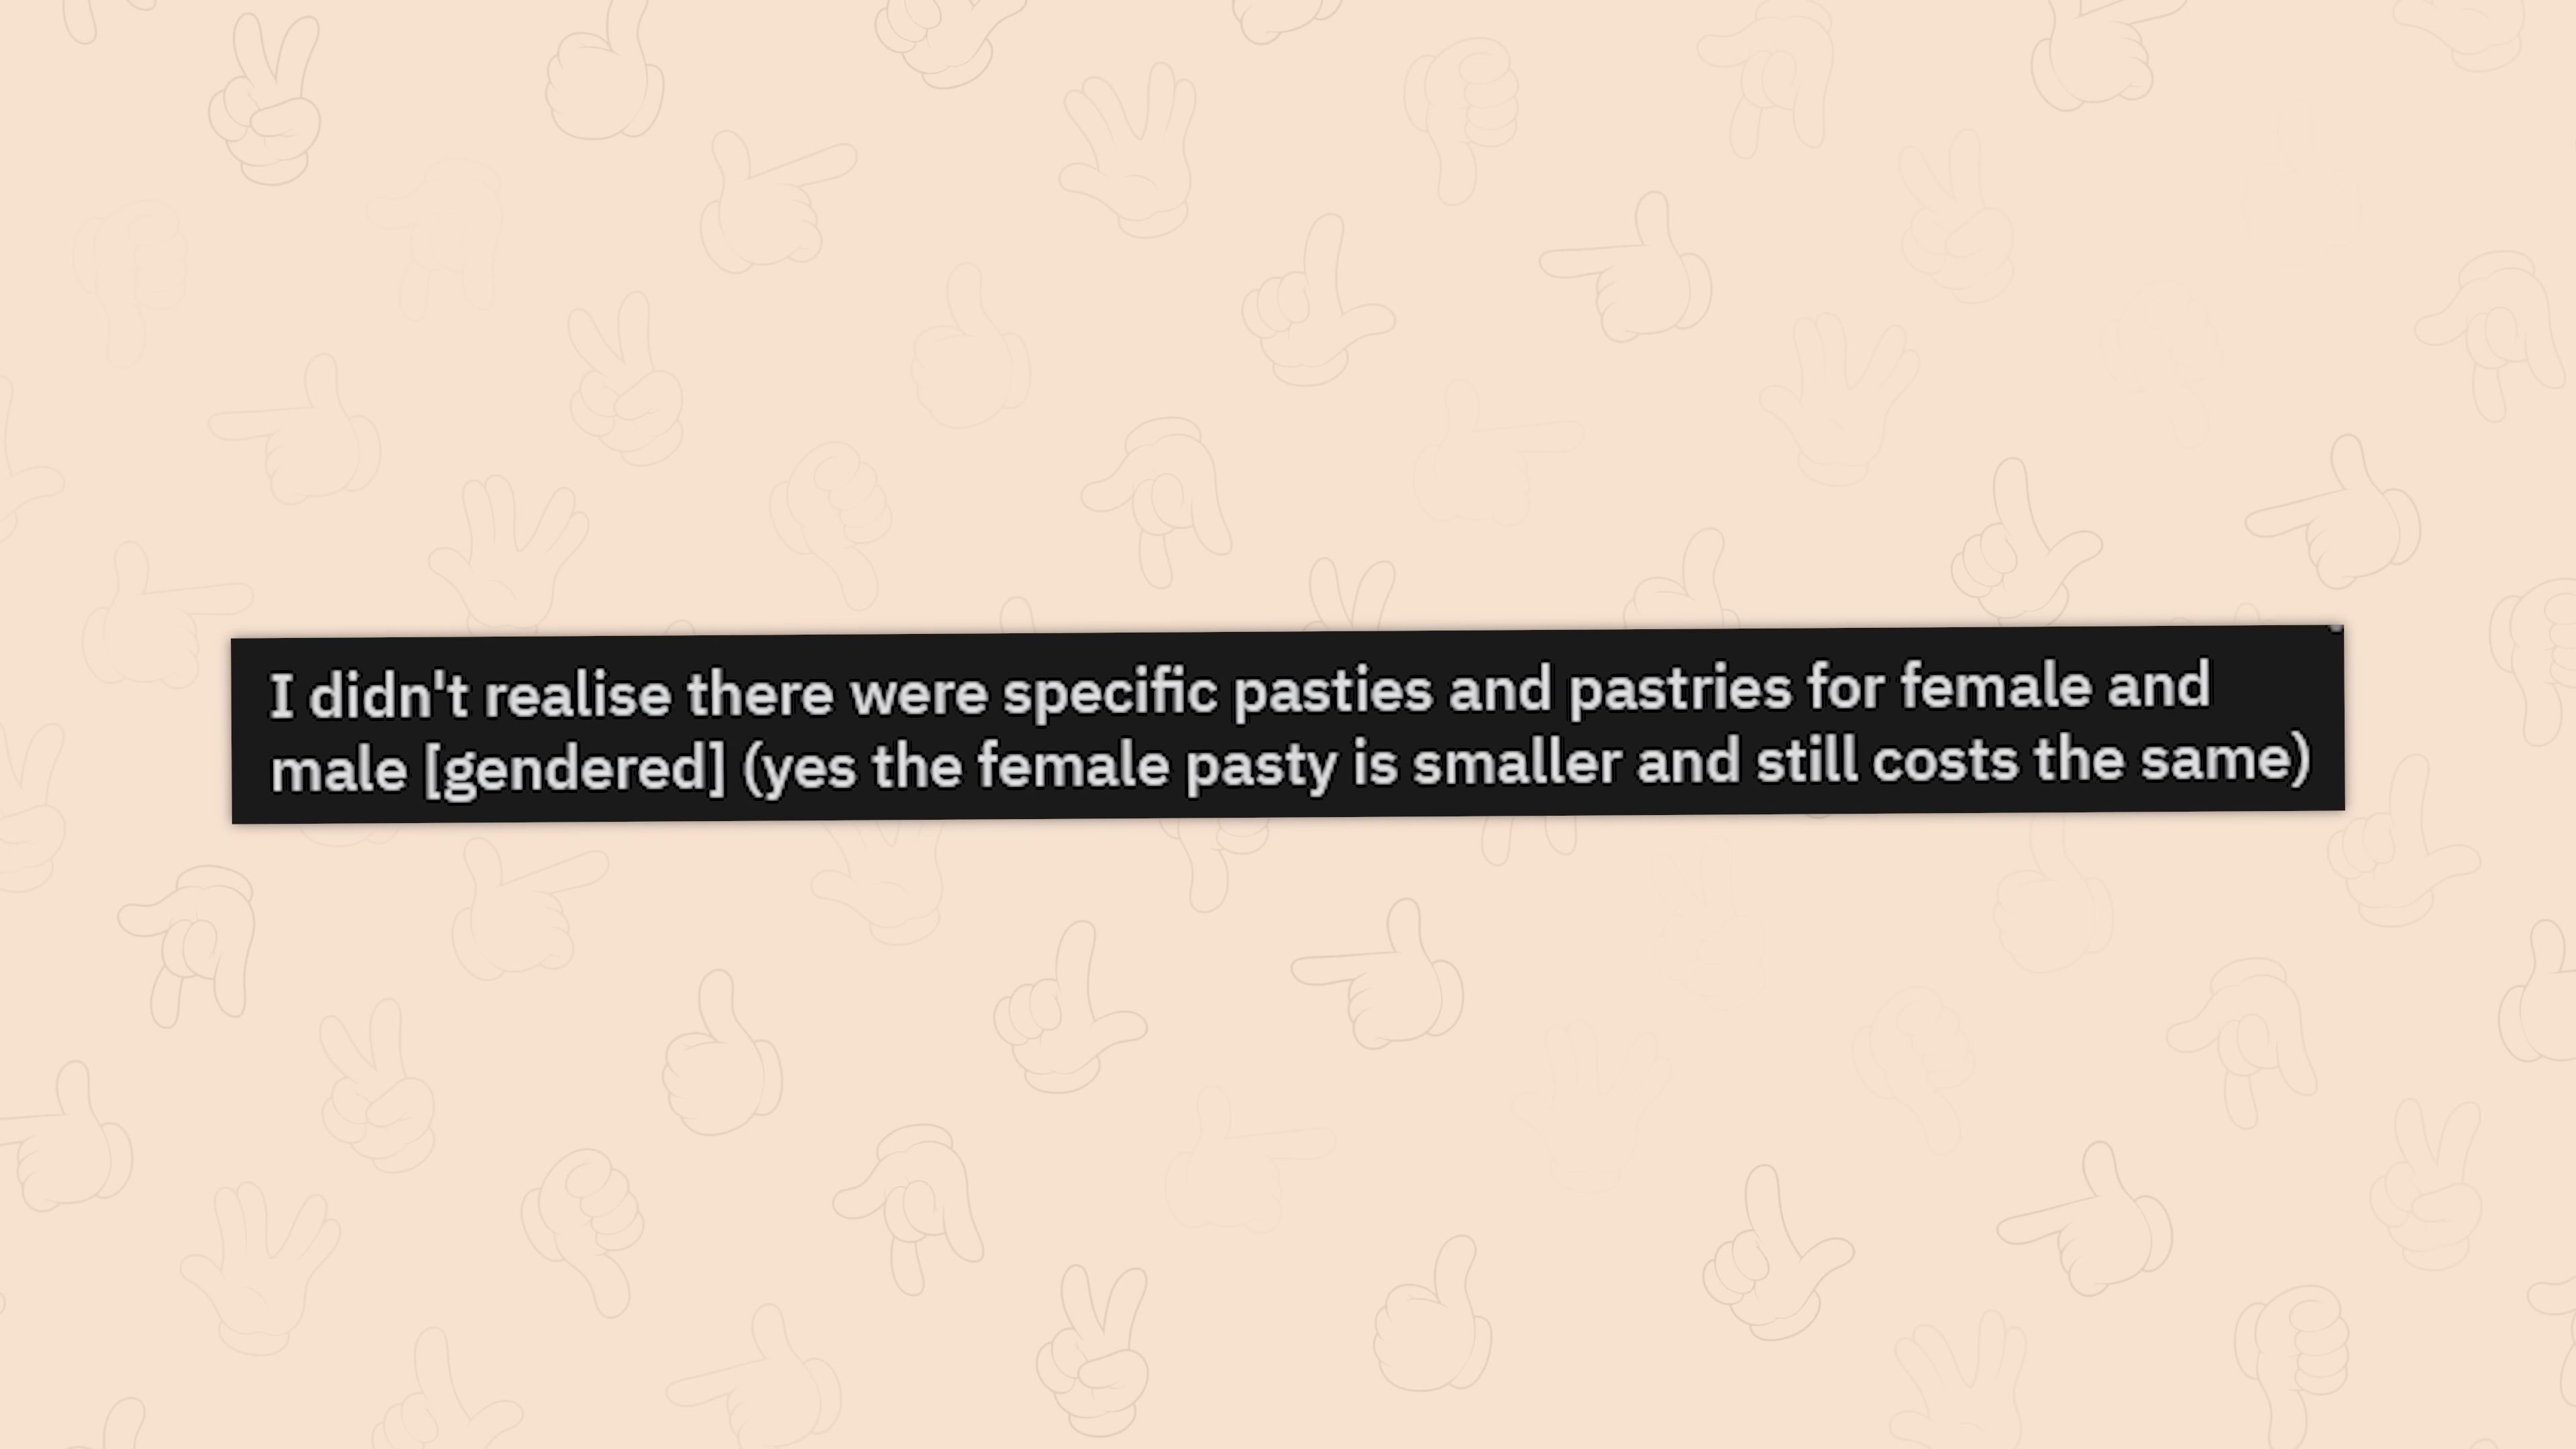 I didn't realise there were specific pasties and pastries for female and
male [gendered] (yes the female pasty is smaller and still costs the same)